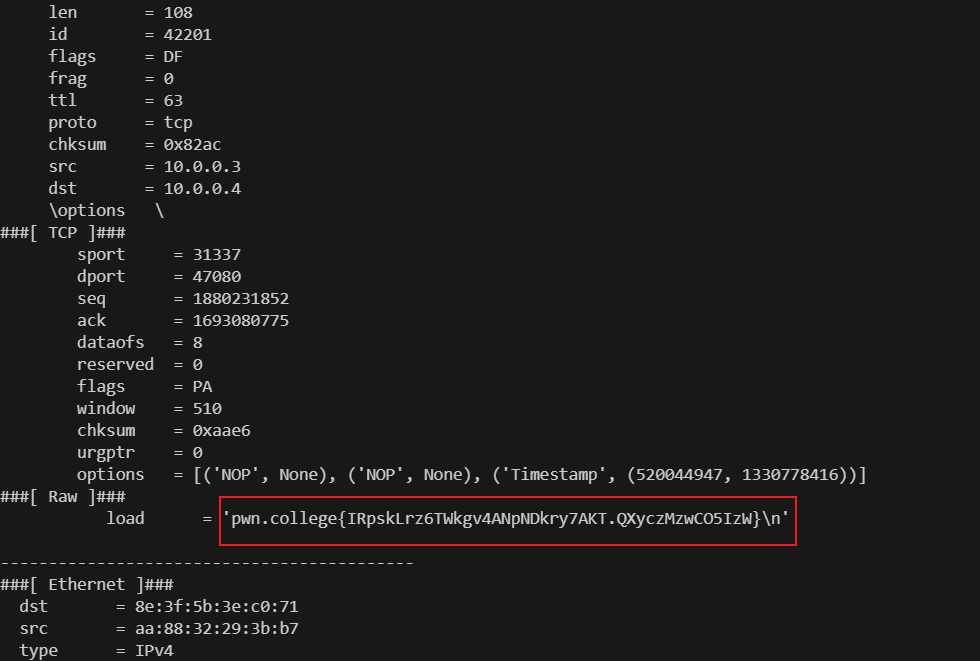 len = 108
id = 42201
flags = DF
frag = 0
ttl = 63
proto = tcp
chksum = 0x82ac
src = 10.0.0.3
dst = 10.0.0.4
\options \
###[ TCP ]###
sport = 31337
dport = 47080
seq = 1880231852
ack = 1693080775
dataofs = 8
reserved = 0
flags = PA
window = 510
chksum = 0xaae6
urgptr = 0
options = [('NOP', None), ('NOP', None), ('Timestamp', (520044947, 1330778416))]
###[ Raw ]###
load = 'pwn.college{IRpskLrz6TWkgv4ANpNDkry7AKT.QXyczMzwCO5IzW}\n'
-------------------------------------------
###[ Ethernet ]###
dst = 8e:3f:5b:3e:c0:71
src = aa:88:32:29:3b:b7
type = IPv4